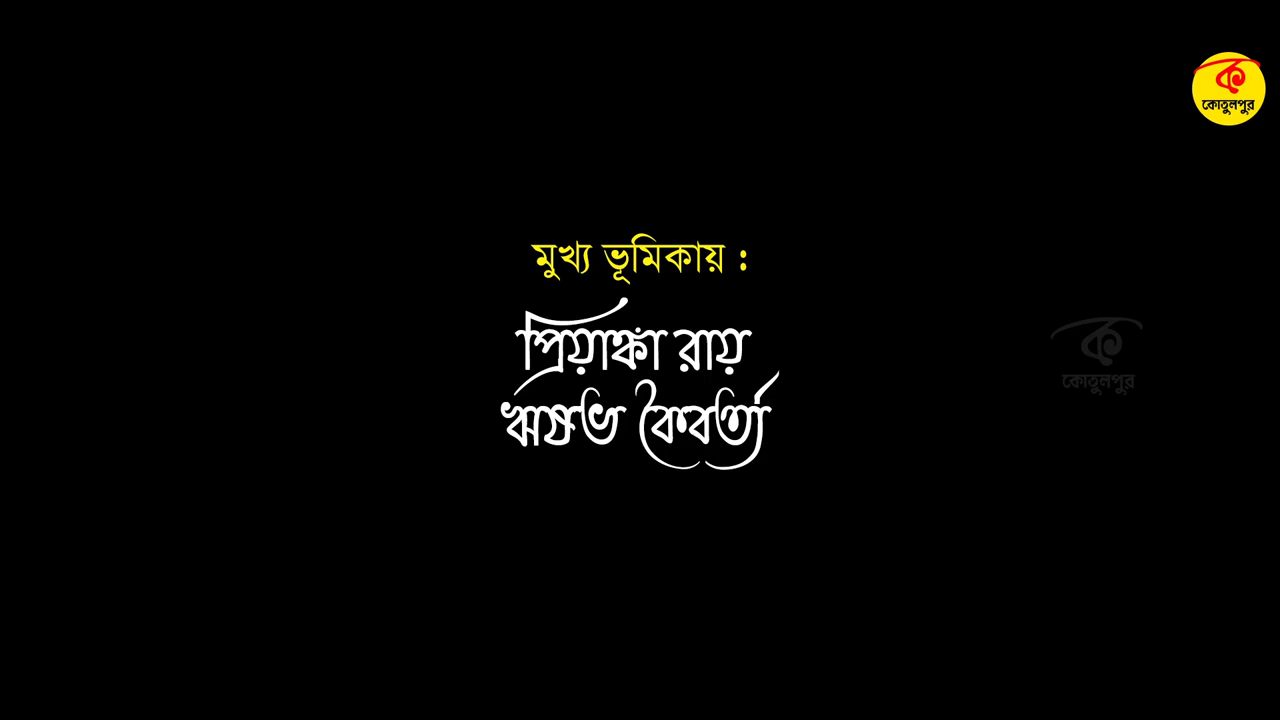 ক
কোতুলপুর
মুখ্য ভূমিকায় :
প্রিয়াঙ্কা রায়
ঋষভ কৈবর্ত্য
ক
কোতুলপুর